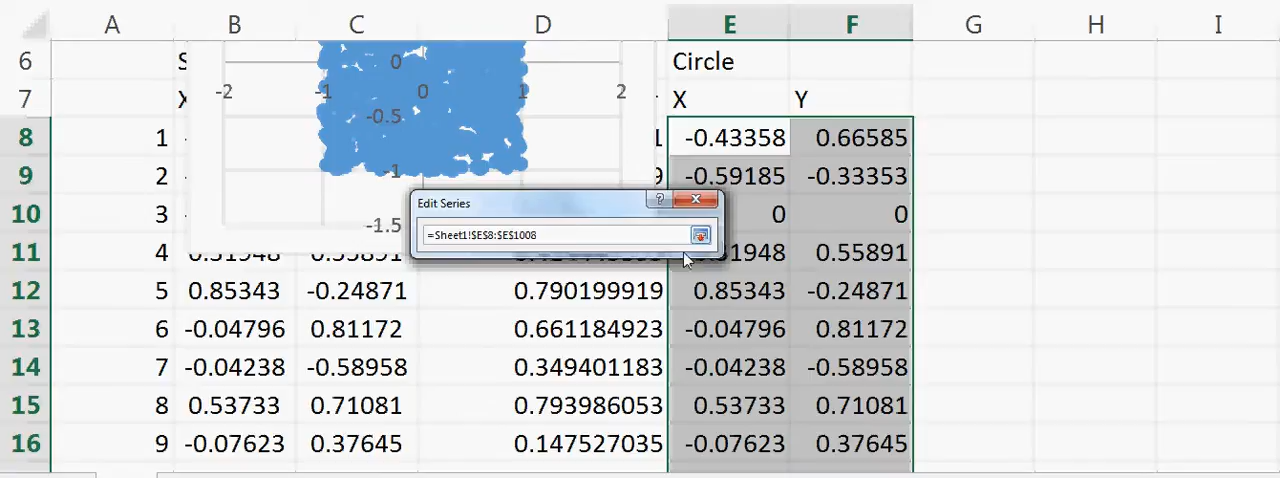 A B C D E F G H I
6 S Circle
7 X X Y
8 1 -0.43358 0.66585
9 2 -0.59185 -0.33353
10 3 0 0
11 4 0.55891
12 5 0.85343 -0.24871 0.790199919 0.85343 -0.24871
13 6 -0.04796 0.81172 0.661184923 -0.04796 0.81172
14 7 -0.04238 -0.58958 0.349401183 -0.04238 -0.58958
15 8 0.53733 0.71081 0.793986053 0.53733 0.71081
16 9 -0.07623 0.37645 0.147527035 -0.07623 0.37645
0
-2 -1 0 1 2
-0.5
-1
-1.5
Edit Series
?
=Sheet1!$E$8:$E$1008